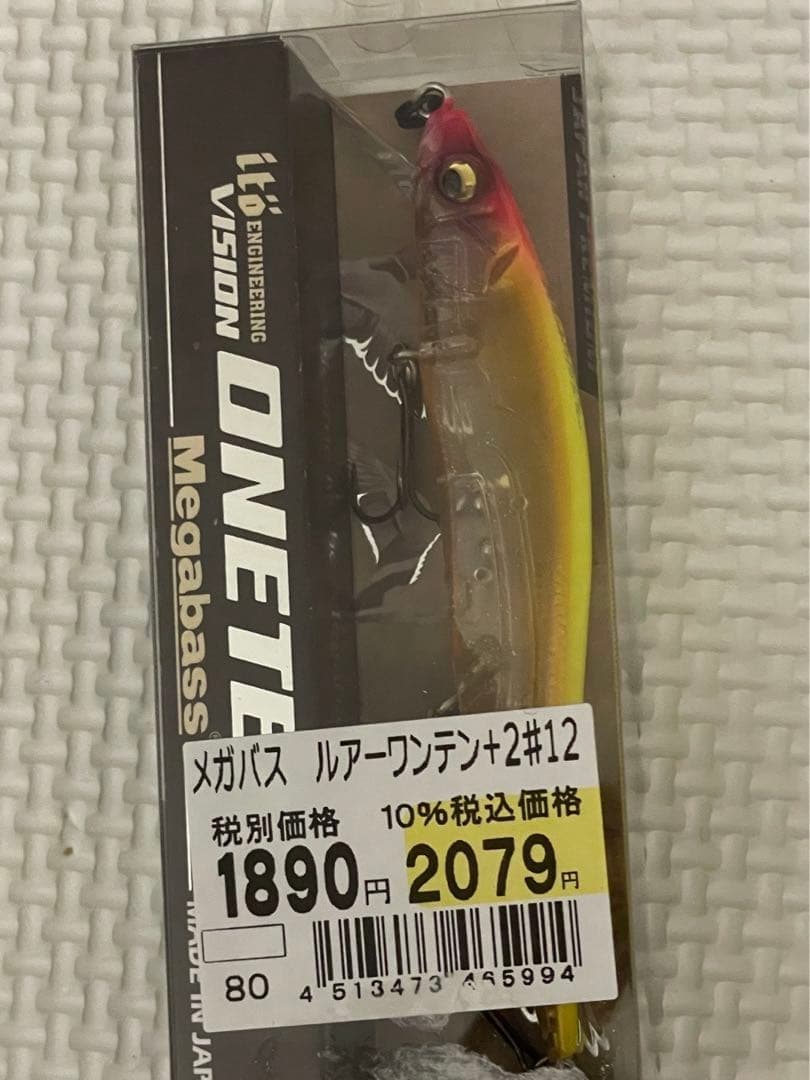 itö
ENGINEERING
VISION
ONETE
Megabass
メガバス ルアーワンテン+2#12
税別価格 10%税込価格
1890円 2079円
80
4 513473 465994
MADE IN JAP